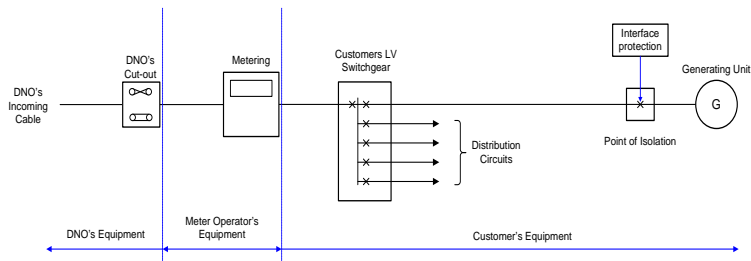 DNO's
Incoming
Cable
DNO's
Cut-out
Metering
Customers LV
Switchgear
Distribution
Circuits
Interface
protection
Point of Isolation
Generating Unit
G
DNO's Equipment
Meter Operator's
Equipment
Customer's Equipment